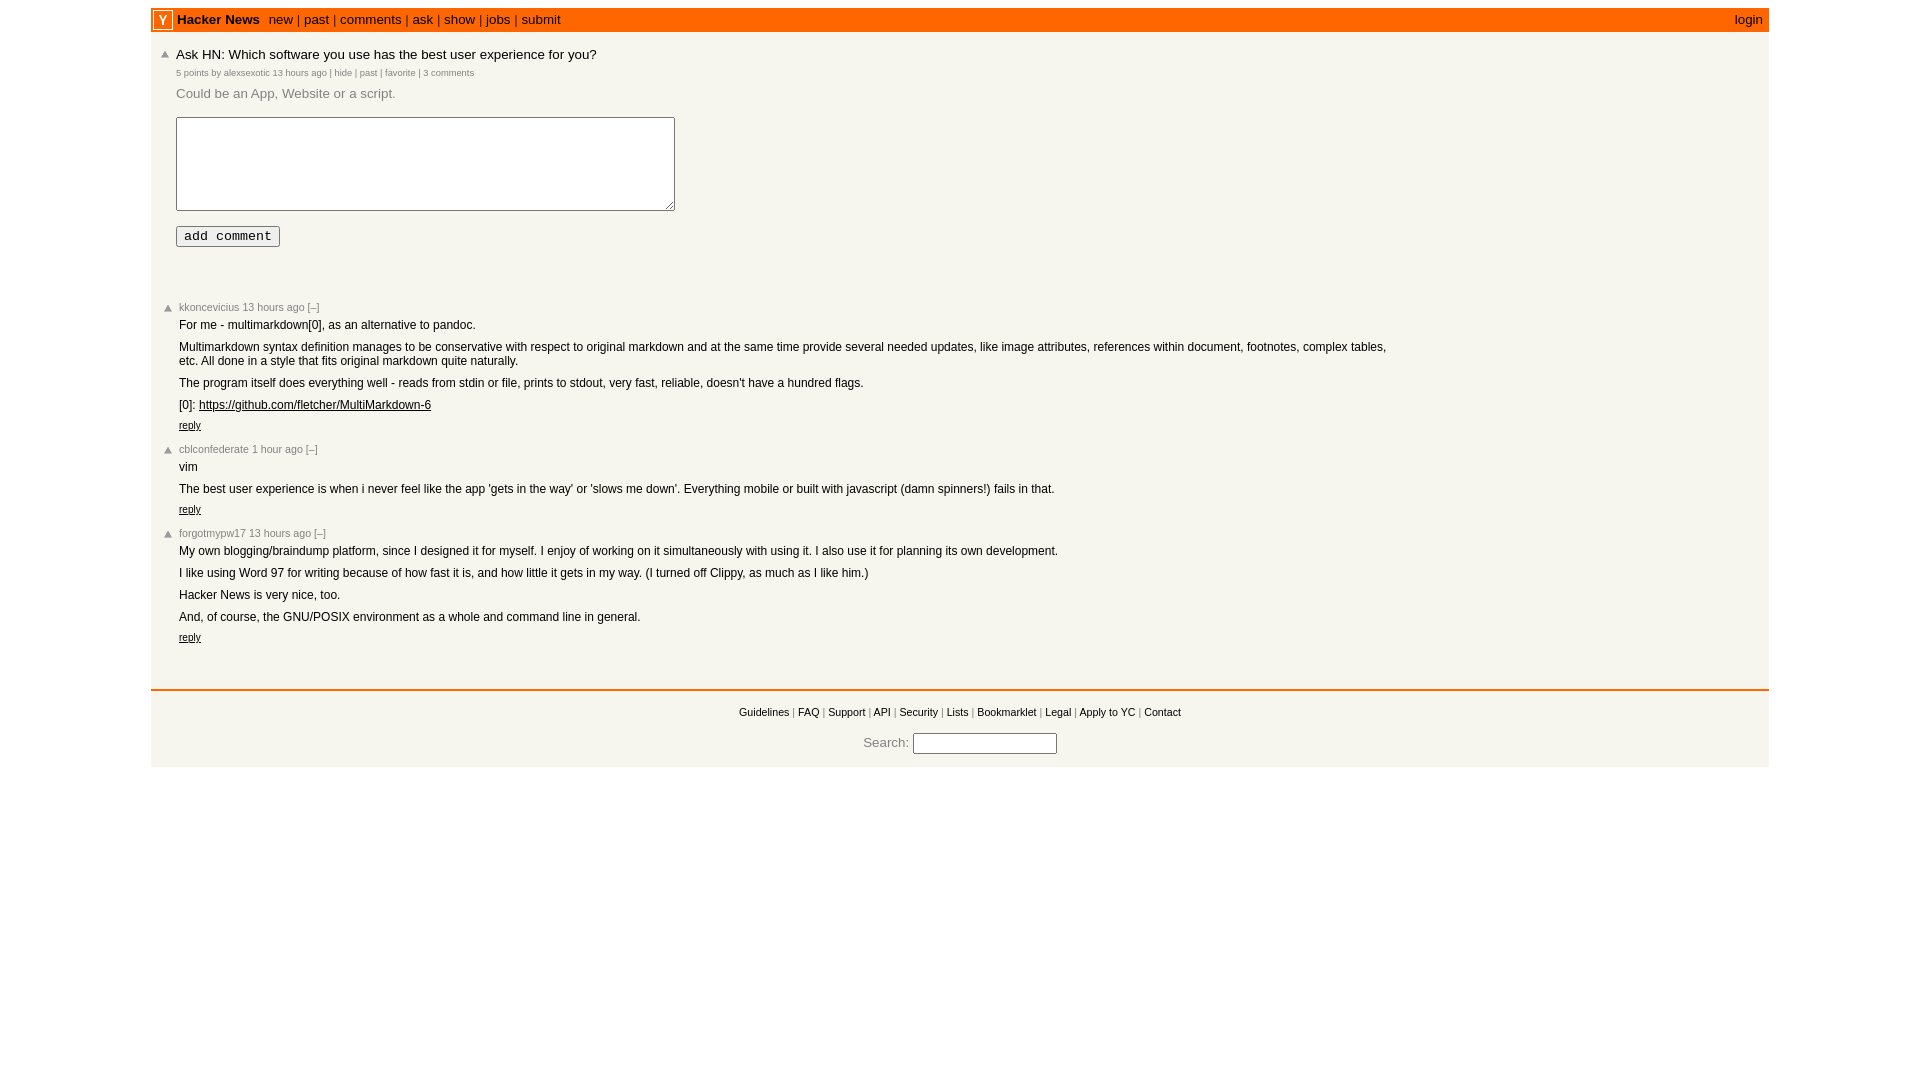 Y Hacker News new | past | comments | ask | show | jobs | submit login
Ask HN: Which software you use has the best user experience for you?
5 points by alexsexotic 13 hours ago | hide | past | favorite | 3 comments
Could be an App, Website or a script.
add comment
kkoncevicius 13 hours ago [–]
For me - multimarkdown[0], as an alternative to pandoc.
Multimarkdown syntax definition manages to be conservative with respect to original markdown and at the same time provide several needed updates, like image attributes, references within document, footnotes, complex tables,
etc. All done in a style that fits original markdown quite naturally.
The program itself does everything well - reads from stdin or file, prints to stdout, very fast, reliable, doesn't have a hundred flags.
[0]: https://github.com/fletcher/MultiMarkdown-6
reply
cblconfederate 1 hour ago [–]
vim
The best user experience is when i never feel like the app 'gets in the way' or 'slows me down'. Everything mobile or built with javascript (damn spinners!) fails in that.
reply
forgotmypw17 13 hours ago [–]
My own blogging/braindump platform, since I designed it for myself. I enjoy of working on it simultaneously with using it. I also use it for planning its own development.
I like using Word 97 for writing because of how fast it is, and how little it gets in my way. (I turned off Clippy, as much as I like him.)
Hacker News is very nice, too.
And, of course, the GNU/POSIX environment as a whole and command line in general.
reply
Guidelines | FAQ | Support | API | Security | Lists | Bookmarklet | Legal | Apply to YC | Contact
Search: